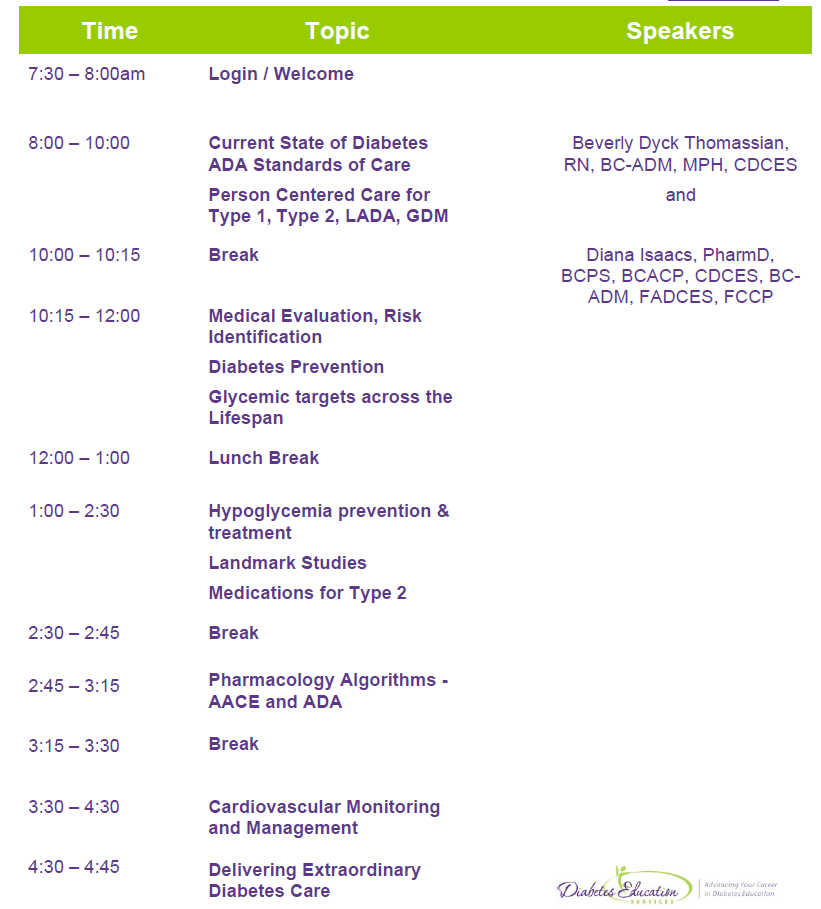 Time Topic Speakers
7:30 – 8:00am Login / Welcome
8:00 – 10:00 Current State of Diabetes Beverly Dyck Thomassian,
ADA Standards of Care RN, BC-ADM, MPH, CDCES
Person Centered Care for and
Type 1, Type 2, LADA, GDM
10:00 – 10:15 Break Diana Isaacs, PharmD,
BCPS, BCACP, CDCES, BC-
ADM, FADCES, FCCP
10:15 – 12:00 Medical Evaluation, Risk
Identification
Diabetes Prevention
Glycemic targets across the
Lifespan
12:00 – 1:00 Lunch Break
1:00 – 2:30 Hypoglycemia prevention &
treatment
Landmark Studies
Medications for Type 2
2:30 – 2:45 Break
2:45 – 3:15 Pharmacology Algorithms -
AACE and ADA
3:15 – 3:30 Break
3:30 – 4:30 Cardiovascular Monitoring
and Management
4:30 – 4:45 Delivering Extraordinary
Diabetes Care
Diabetes Education
SERVICES
Advancing Your Career
in Diabetes Education